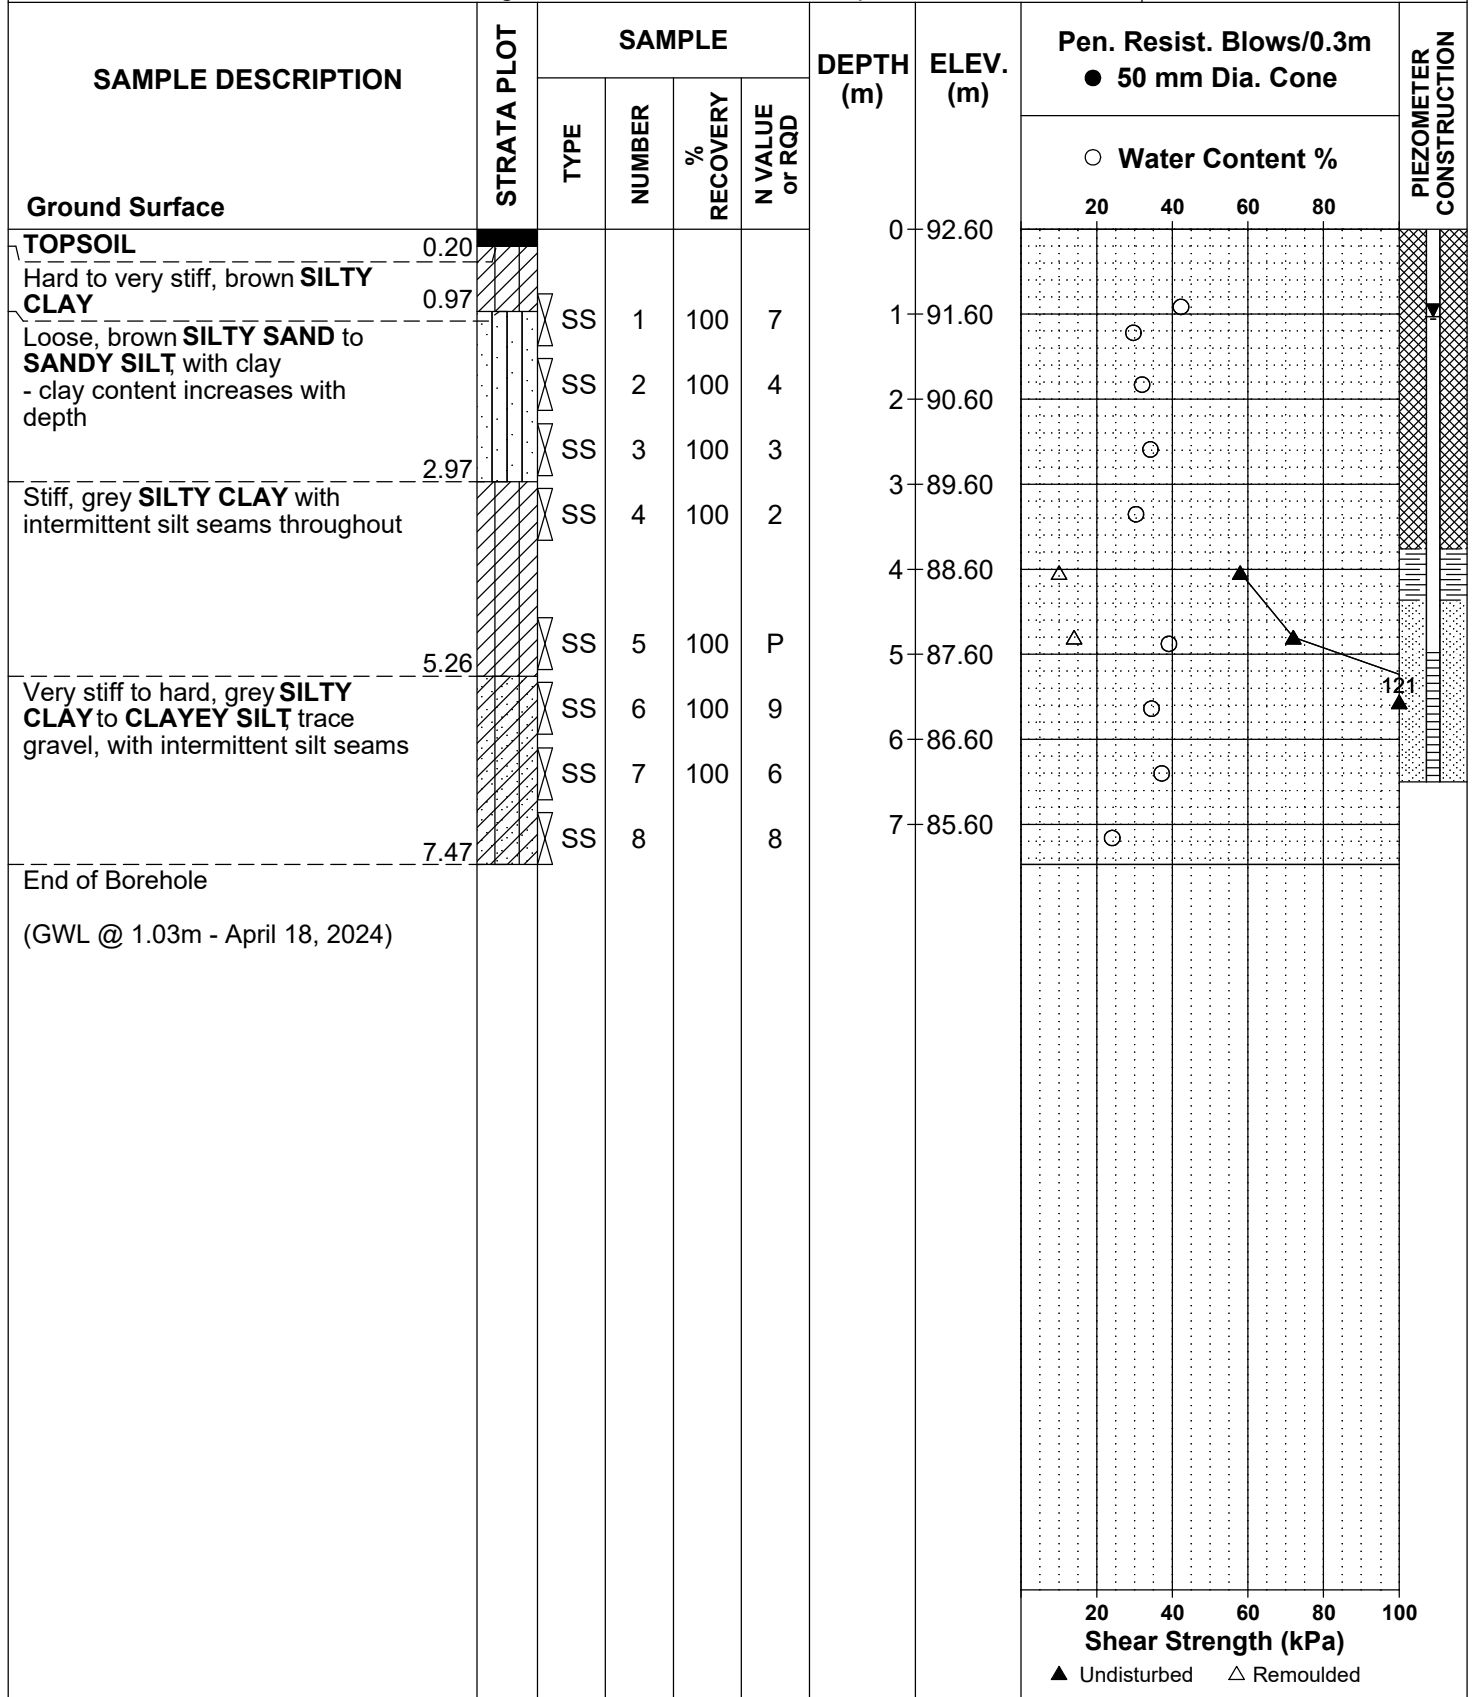 SAMPLE DESCRIPTION
Ground Surface
STRATA PLOT
SAMPLE
TYPE
NUMBER
%
RECOVERY
N VALUE
or RQD
DEPTH
(m)
ELEV.
(m)
Pen. Resist. Blows/0.3m
● 50 mm Dia. Cone
○ Water Content %
20 40 60 80
PIEZOMETER
CONSTRUCTION
TOPSOIL 0.20
Hard to very stiff, brown SILTY
CLAY 0.97
Loose, brown SILTY SAND to
SANDY SILT, with clay
- clay content increases with
depth
2.97
Stiff, grey SILTY CLAY with
intermittent silt seams throughout
5.26
Very stiff to hard, grey SILTY
CLAY to CLAYEY SILT, trace
gravel, with intermittent silt seams
7.47
End of Borehole
(GWL @ 1.03m - April 18, 2024)
SS 1 100 7
SS 2 100 4
SS 3 100 3
SS 4 100 2
SS 5 100 P
SS 6 100 9
SS 7 100 6
SS 8 8
0 92.60
1 91.60
2 90.60
3 89.60
4 88.60
5 87.60
6 86.60
7 85.60
121
20 40 60 80 100
Shear Strength (kPa)
▲ Undisturbed △ Remoulded